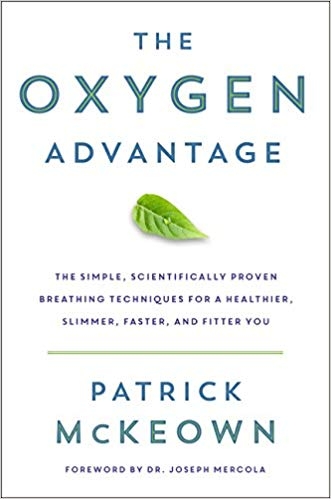 THE
OXYGEN
ADVANTAGE
THE SIMPLE, SCIENTIFICALLY PROVEN
BREATHING TECHNIQUES FOR A HEALTHIER,
SLIMMER, FASTER, AND FITTER YOU
PATRICK
McKEOWN
FOREWORD BY DR. JOSEPH MERCOLA